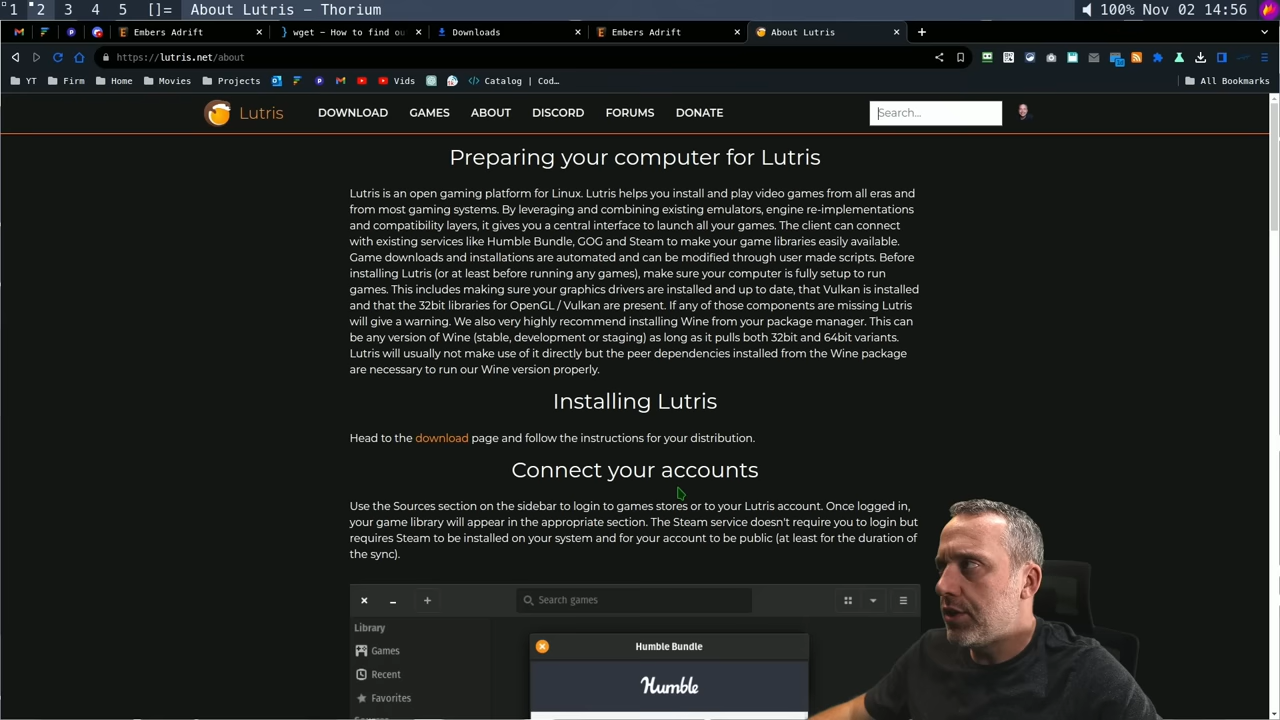 1 2 3 4 5 []= About Lutris – Thorium 100% Nov 02 14:56
Embers Adrift × wget – How to find ou × Downloads × Embers Adrift × About Lutris × +
https://lutris.net/about
YT Firm Home Movies Projects Vids Catalog | Cod... All Bookmarks
Lutris DOWNLOAD GAMES ABOUT DISCORD FORUMS DONATE Search...
Preparing your computer for Lutris
Lutris is an open gaming platform for Linux. Lutris helps you install and play video games from all eras and
from most gaming systems. By leveraging and combining existing emulators, engine re-implementations
and compatibility layers, it gives you a central interface to launch all your games. The client can connect
with existing services like Humble Bundle, GOG and Steam to make your game libraries easily available.
Game downloads and installations are automated and can be modified through user made scripts. Before
installing Lutris (or at least before running any games), make sure your computer is fully setup to run
games. This includes making sure your graphics drivers are installed and up to date, that Vulkan is installed
and that the 32bit libraries for OpenGL / Vulkan are present. If any of those components are missing Lutris
will give a warning. We also very highly recommend installing Wine from your package manager. This can
be any version of Wine (stable, development or staging) as long as it pulls both 32bit and 64bit variants.
Lutris will usually not make use of it directly but the peer dependencies installed from the Wine package
are necessary to run our Wine version properly.
Installing Lutris
Head to the download page and follow the instructions for your distribution.
Connect your accounts
Use the Sources section on the sidebar to login to games stores or to your Lutris account. Once logged in,
your game library will appear in the appropriate section. The Steam service doesn't require you to login but
requires Steam to be installed on your system and for your account to be public (at least for the duration of
the sync).
Search games
Library
Humble Bundle
Games
Recent
Humble
Favorites